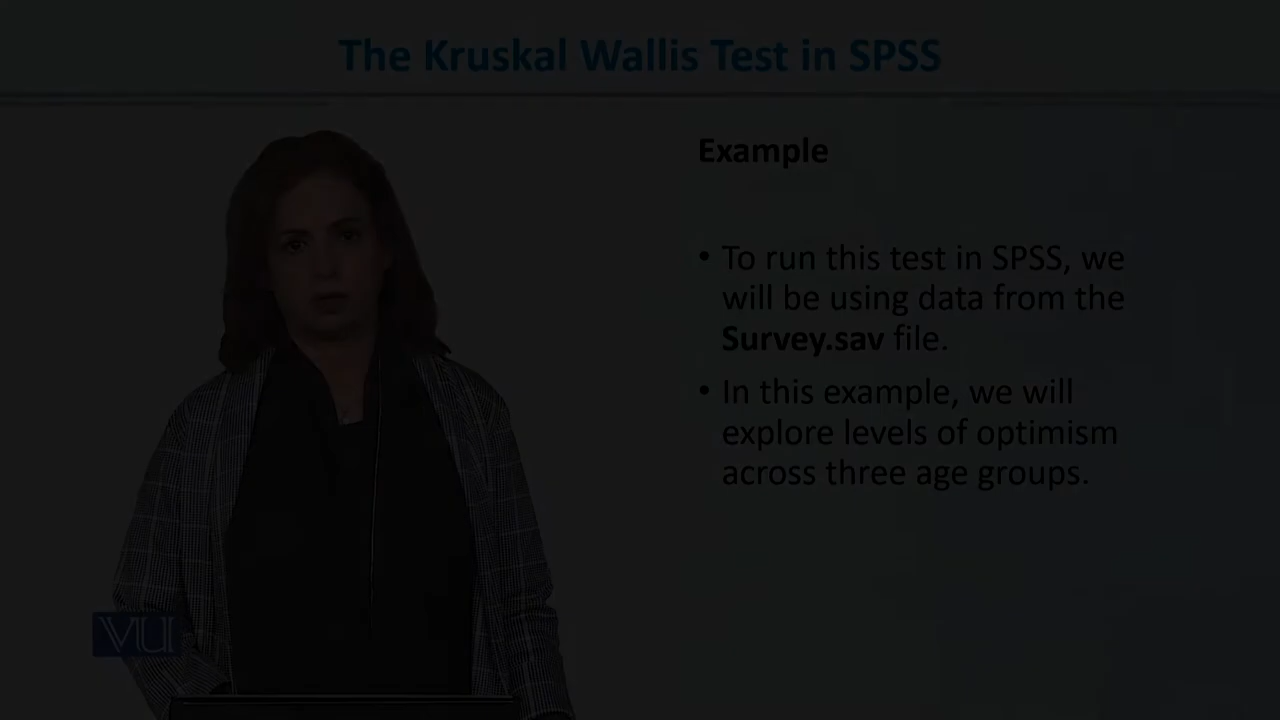 The Kruskal Wallis Test in SPSS
Example
• To run this test in SPSS, we
will be using data from the
Survey.sav file.
• In this example, we will
explore levels of optimism
across three age groups.
VU